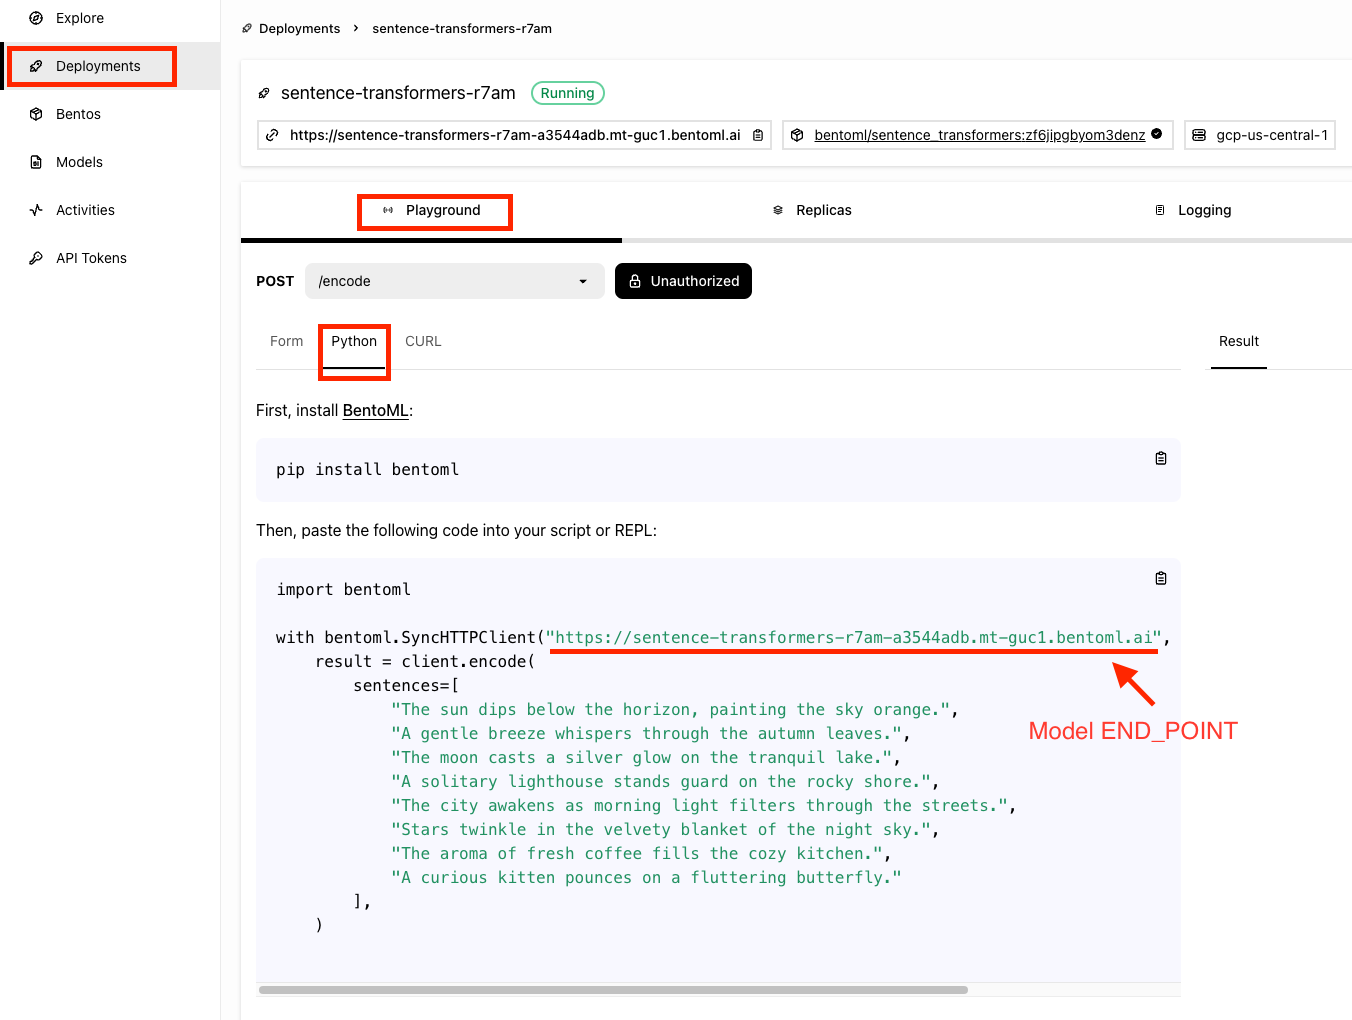 Explore
Deployments
Bentos
Models
Activities
API Tokens
Deployments > sentence-transformers-r7am
sentence-transformers-r7am Running
https://sentence-transformers-r7am-a3544adb.mt-guc1.bentoml.ai bentoml/sentence_transformers:zf6jipgbyom3denz gcp-us-central-1
Playground Replicas Logging
POST /encode Unauthorized
Form Python CURL Result
First, install BentoML:
pip install bentoml
Then, paste the following code into your script or REPL:
import bentoml
with bentoml.SyncHTTPClient("https://sentence-transformers-r7am-a3544adb.mt-guc1.bentoml.ai",
result = client.encode(
sentences=[
"The sun dips below the horizon, painting the sky orange.",
"A gentle breeze whispers through the autumn leaves.",
"The moon casts a silver glow on the tranquil lake.",
"A solitary lighthouse stands guard on the rocky shore.",
"The city awakens as morning light filters through the streets.",
"Stars twinkle in the velvety blanket of the night sky.",
"The aroma of fresh coffee fills the cozy kitchen.",
"A curious kitten pounces on a fluttering butterfly."
],
)
Model END_POINT